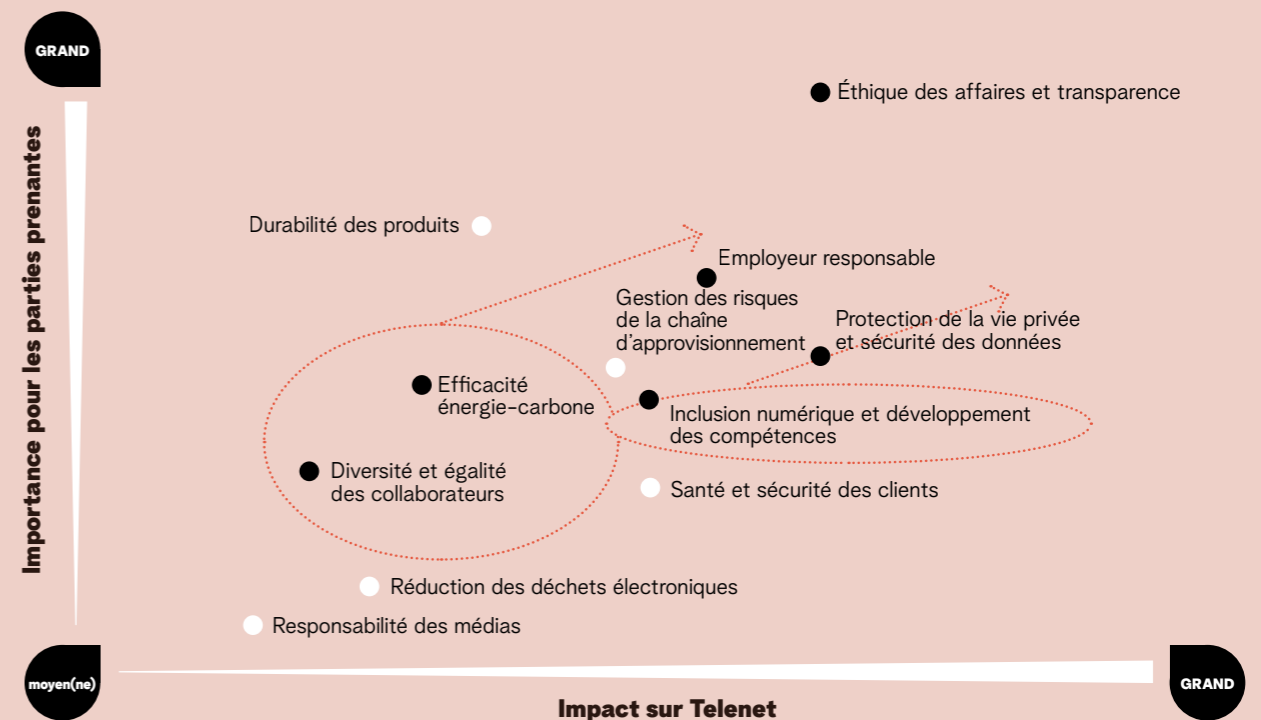 GRAND
Importance pour les parties prenantes
Éthique des affaires et transparence
Durabilité des produits
Employeur responsable
Gestion des risques
de la chaîne
d'approvisionnement
Protection de la vie privée
et sécurité des données
Efficacité
énergie-carbone
Inclusion numérique et développement
des compétences
Diversité et égalité
des collaborateurs
Santé et sécurité des clients
Réduction des déchets électroniques
Responsabilité des médias
moyen(ne)
GRAND
Impact sur Telenet